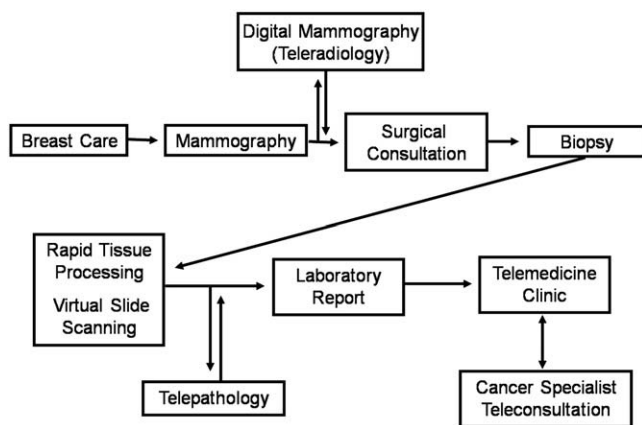 Digital Mammography
(Teleradiology)
Breast Care
Mammography
Surgical
Consultation
Biopsy
Rapid Tissue
Processing
Virtual Slide
Scanning
Laboratory
Report
Telemedicine
Clinic
Telepathology
Cancer Specialist
Teleconsultation